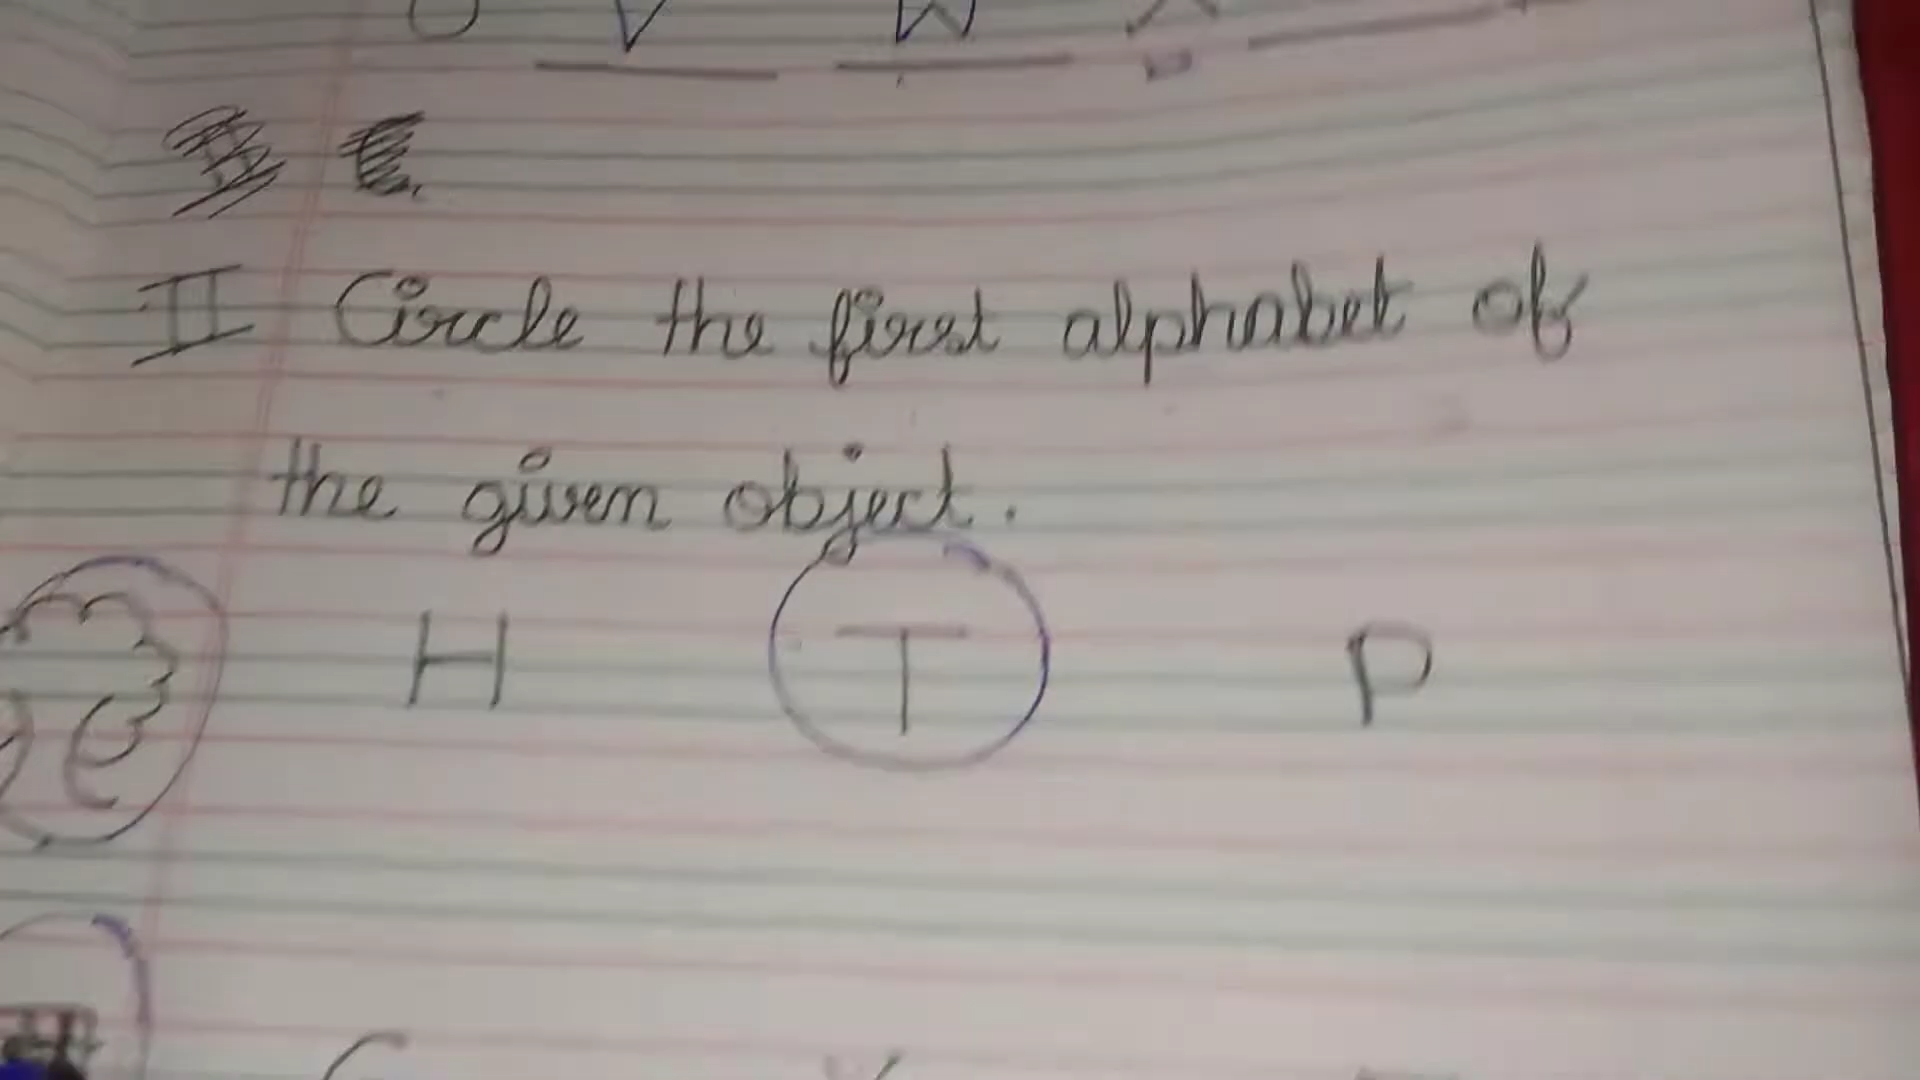 V W
II Circle the first alphabet of
the given object.
H T P